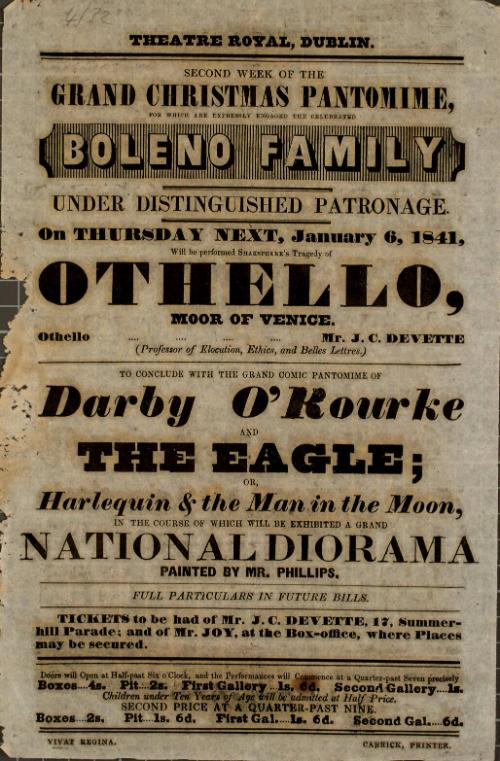 4/32
THEATRE ROYAL, DUBLIN.
SECOND WEEK OF THE
GRAND CHRISTMAS PANTOMIME,
FOR WHICH ARE EXPRESSLY ENGAGED THE CELEBRATED
BOLENO FAMILY
UNDER DISTINGUISHED PATRONAGE.
On THURSDAY NEXT, January 6, 1841,
Will be performed SHAKSPEARE'S Tragedy of
OTHELLO,
MOOR OF VENICE.
Othello .... .... .... .... Mr. J. C. DEVETTE
(Professor of Elocution, Ethics, and Belles Lettres.)
TO CONCLUDE WITH THE GRAND COMIC PANTOMIME OF
Darby O'Rourke
AND
THE EAGLE;
OR,
Harlequin & the Man in the Moon,
IN THE COURSE OF WHICH WILL BE EXHIBITED A GRAND
NATIONAL DIORAMA
PAINTED BY MR. PHILLIPS.
FULL PARTICULARS IN FUTURE BILLS.
TICKETS to be had of Mr. J. C. DEVETTE, 17, Summer-
hill Parade; and of Mr. JOY, at the Box-office, where Places
may be secured.
Doors will Open at Half-past Six o'Clock, and the Performances will Commence at a Quarter-past Seven precisely
Boxes....4s. Pit....2s. First Gallery....1s. 6d. Second Gallery....1s.
Children under Ten Years of Age will be admitted at Half Price.
SECOND PRICE AT A QUARTER-PAST NINE.
Boxes....2s. Pit....1s. 6d. First Gal....1s. 6d. Second Gal....6d.
VIVAT REGINA. CARRICK, PRINTER.